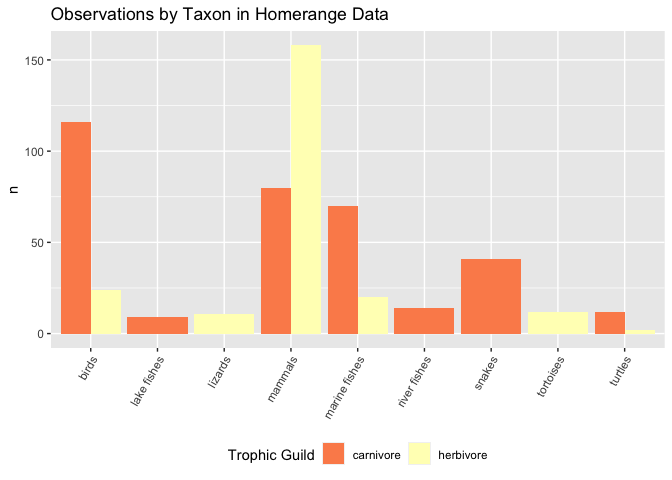 Observations by Taxon in Homerange Data
150
100
50
0
n
birds
lake fishes
lizards
mammals
marine fishes
river fishes
snakes
tortoises
turtles
Trophic Guild carnivore herbivore